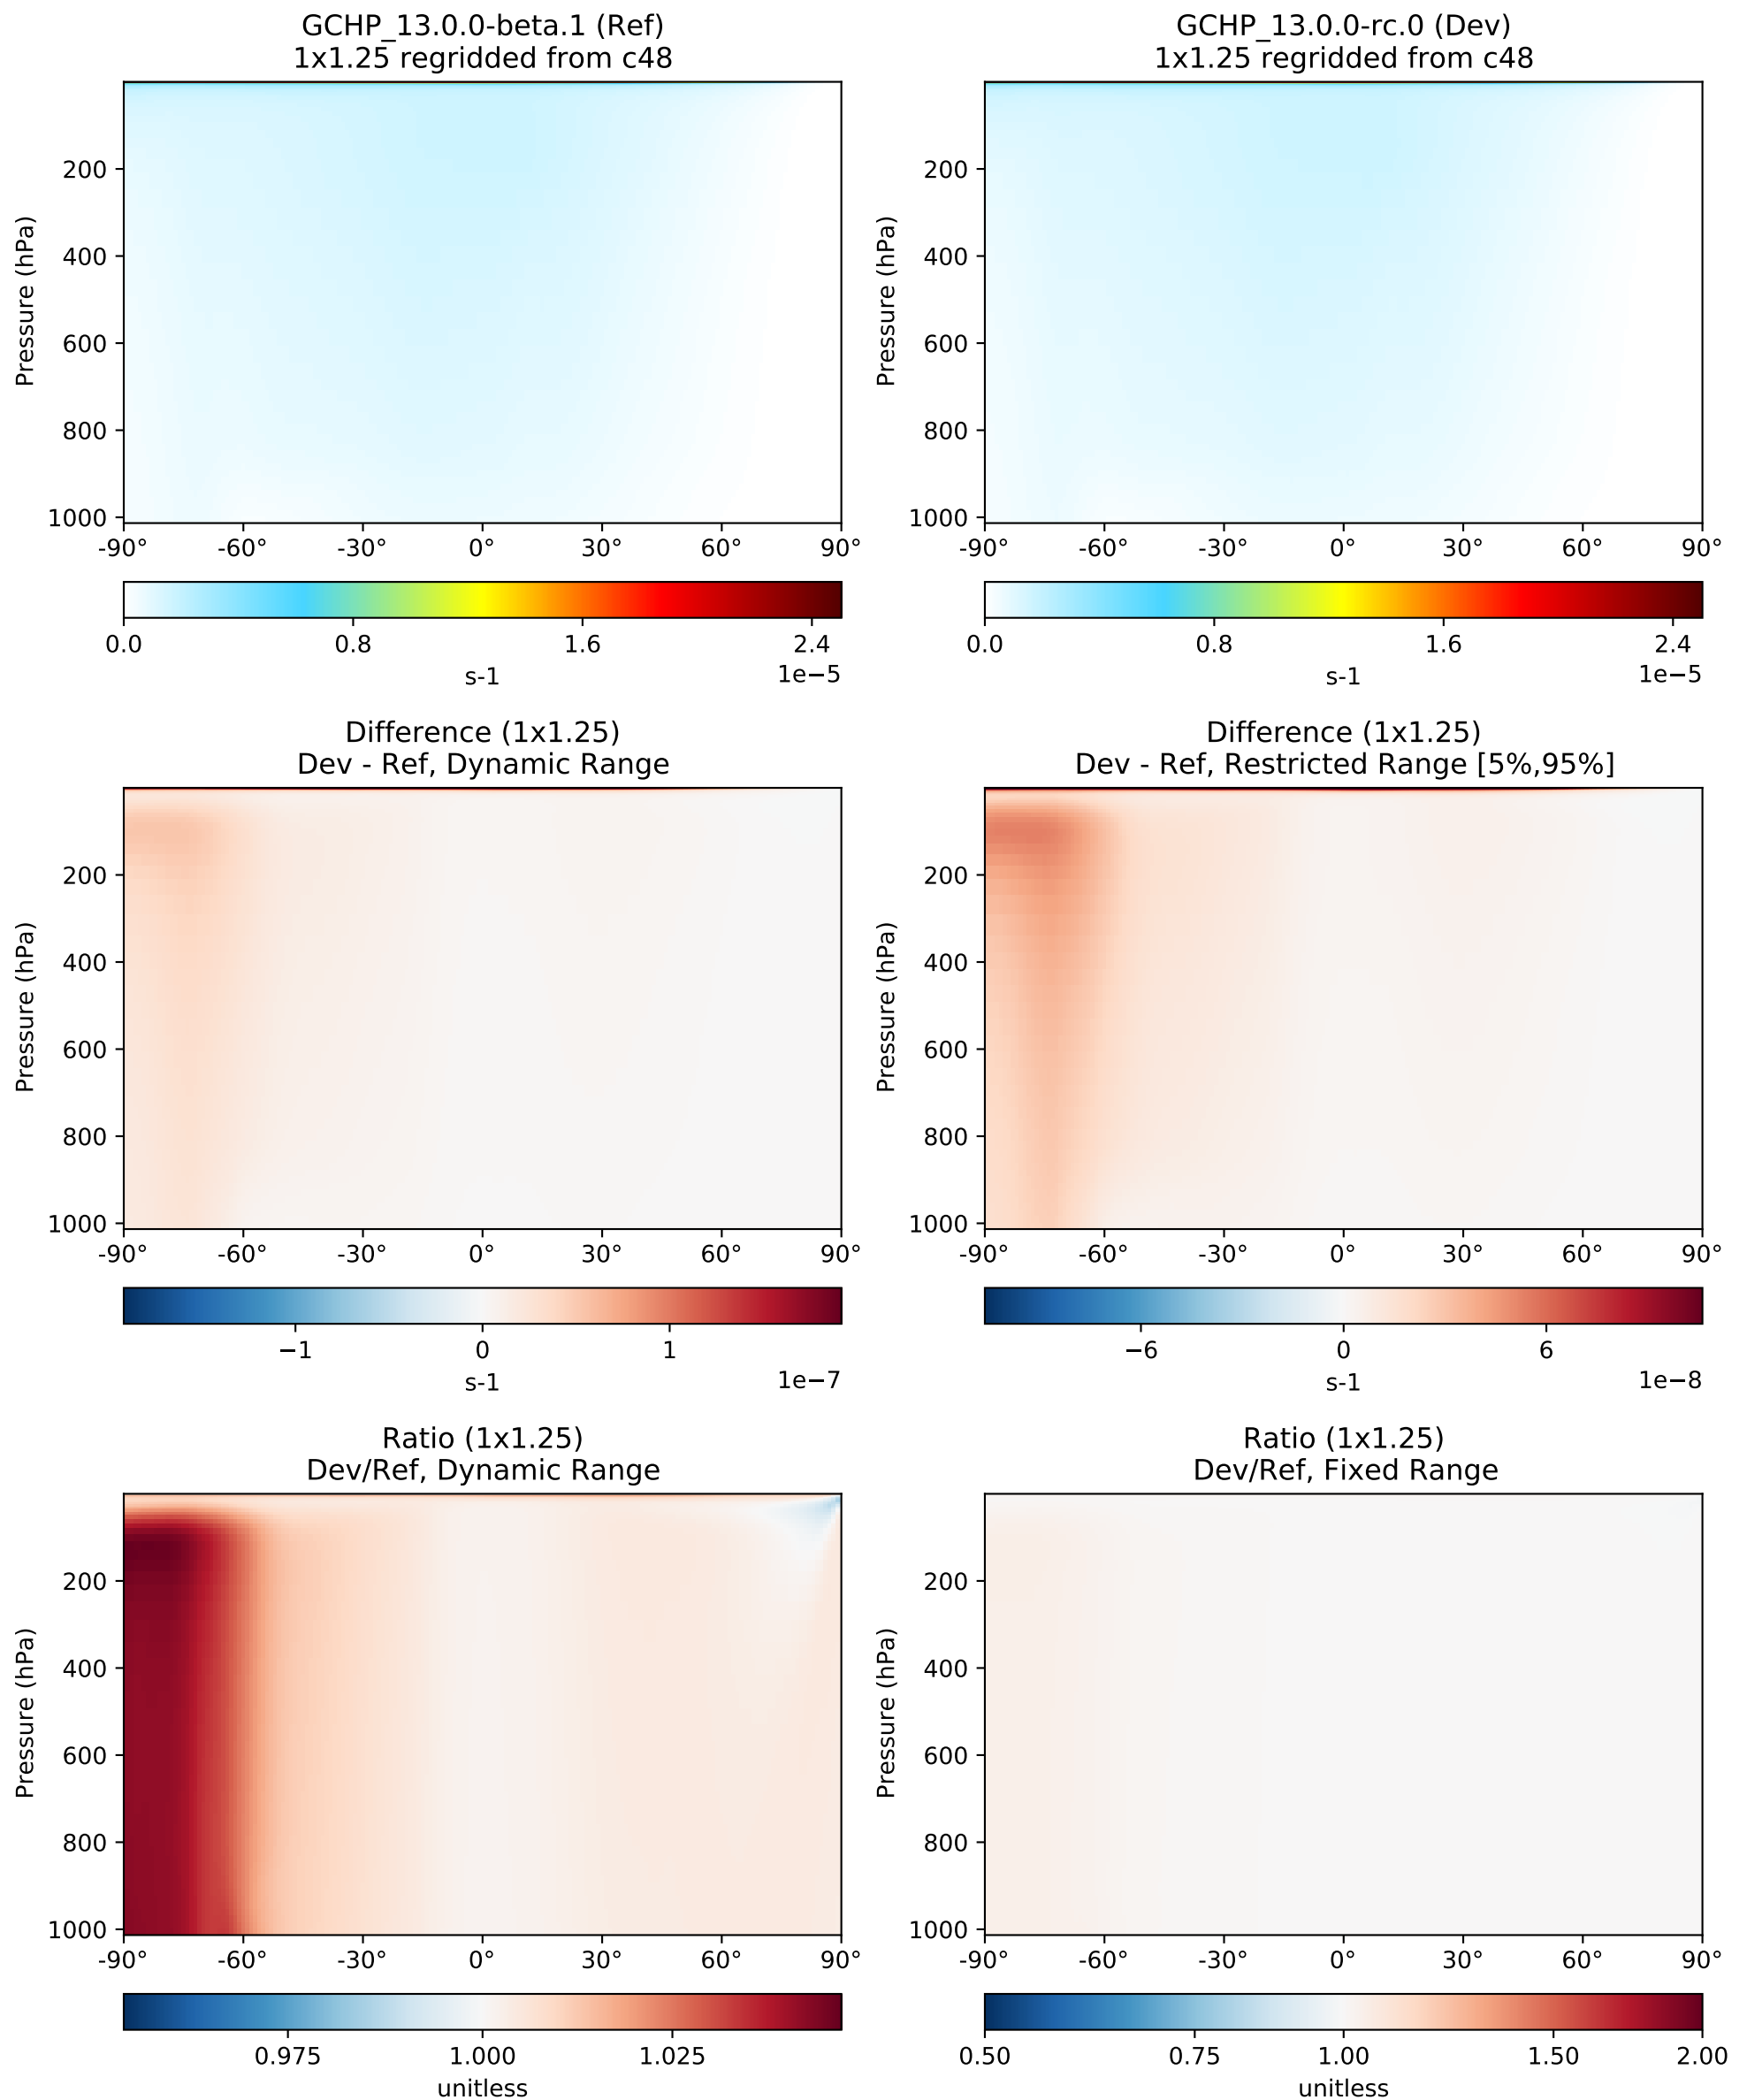 GCHP_13.0.0-beta.1 (Ref)
1x1.25 regridded from c48
Pressure (hPa)
200
400
600
800
1000
-90° -60° -30° 0° 30° 60° 90°
0.0 0.8 1.6 2.4
1e−5
s-1
GCHP_13.0.0-rc.0 (Dev)
1x1.25 regridded from c48
Pressure (hPa)
200
400
600
800
1000
-90° -60° -30° 0° 30° 60° 90°
0.0 0.8 1.6 2.4
1e−5
s-1
Difference (1x1.25)
Dev - Ref, Dynamic Range
Pressure (hPa)
200
400
600
800
1000
-90° -60° -30° 0° 30° 60° 90°
−1 0 1
1e−7
s-1
Difference (1x1.25)
Dev - Ref, Restricted Range [5%,95%]
Pressure (hPa)
200
400
600
800
1000
-90° -60° -30° 0° 30° 60° 90°
−6 0 6
1e−8
s-1
Ratio (1x1.25)
Dev/Ref, Dynamic Range
Pressure (hPa)
200
400
600
800
1000
-90° -60° -30° 0° 30° 60° 90°
0.975 1.000 1.025
unitless
Ratio (1x1.25)
Dev/Ref, Fixed Range
Pressure (hPa)
200
400
600
800
1000
-90° -60° -30° 0° 30° 60° 90°
0.50 0.75 1.00 1.50 2.00
unitless